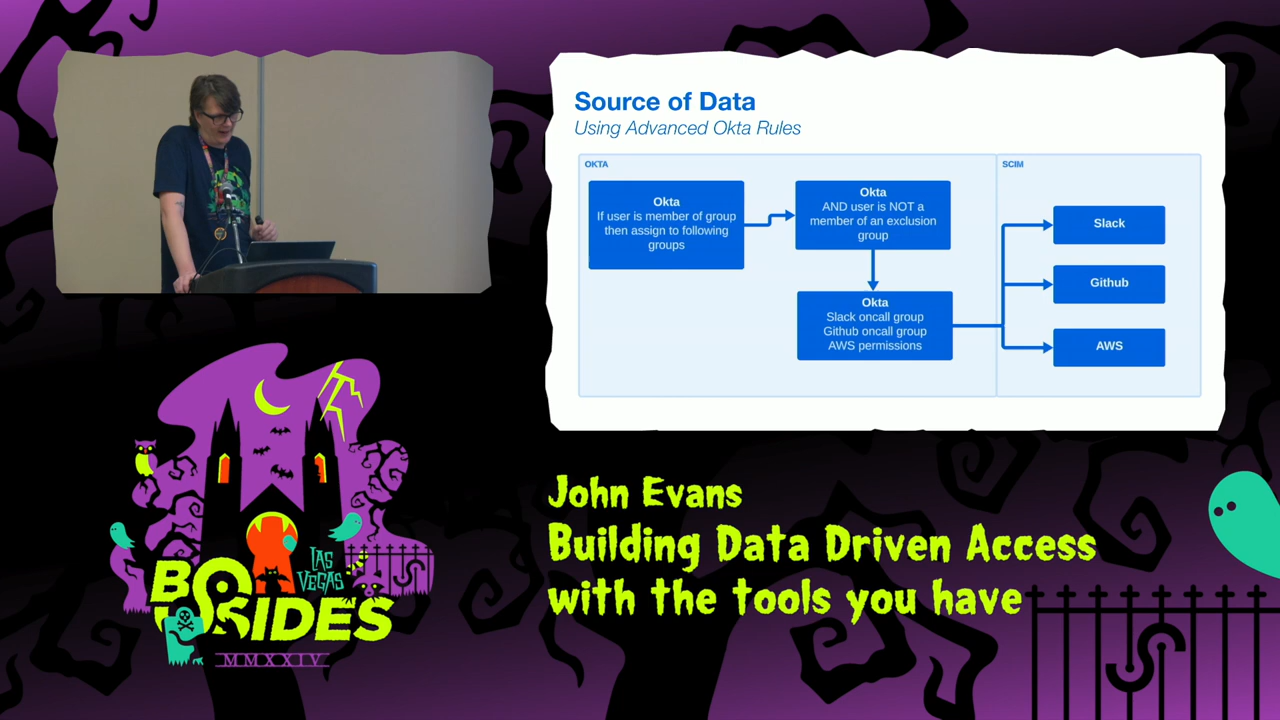 Source of Data
Using Advanced Okta Rules
OKTA
SCIM
Okta
If user is member of group
then assign to following
groups
Okta
AND user is NOT a
member of an exclusion
group
Okta
Slack oncall group
Github oncall group
AWS permissions
Slack
Github
AWS
John Evans
Building Data Driven Access
with the tools you have
LAS
VEGAS
BSIDES
MMXXIV